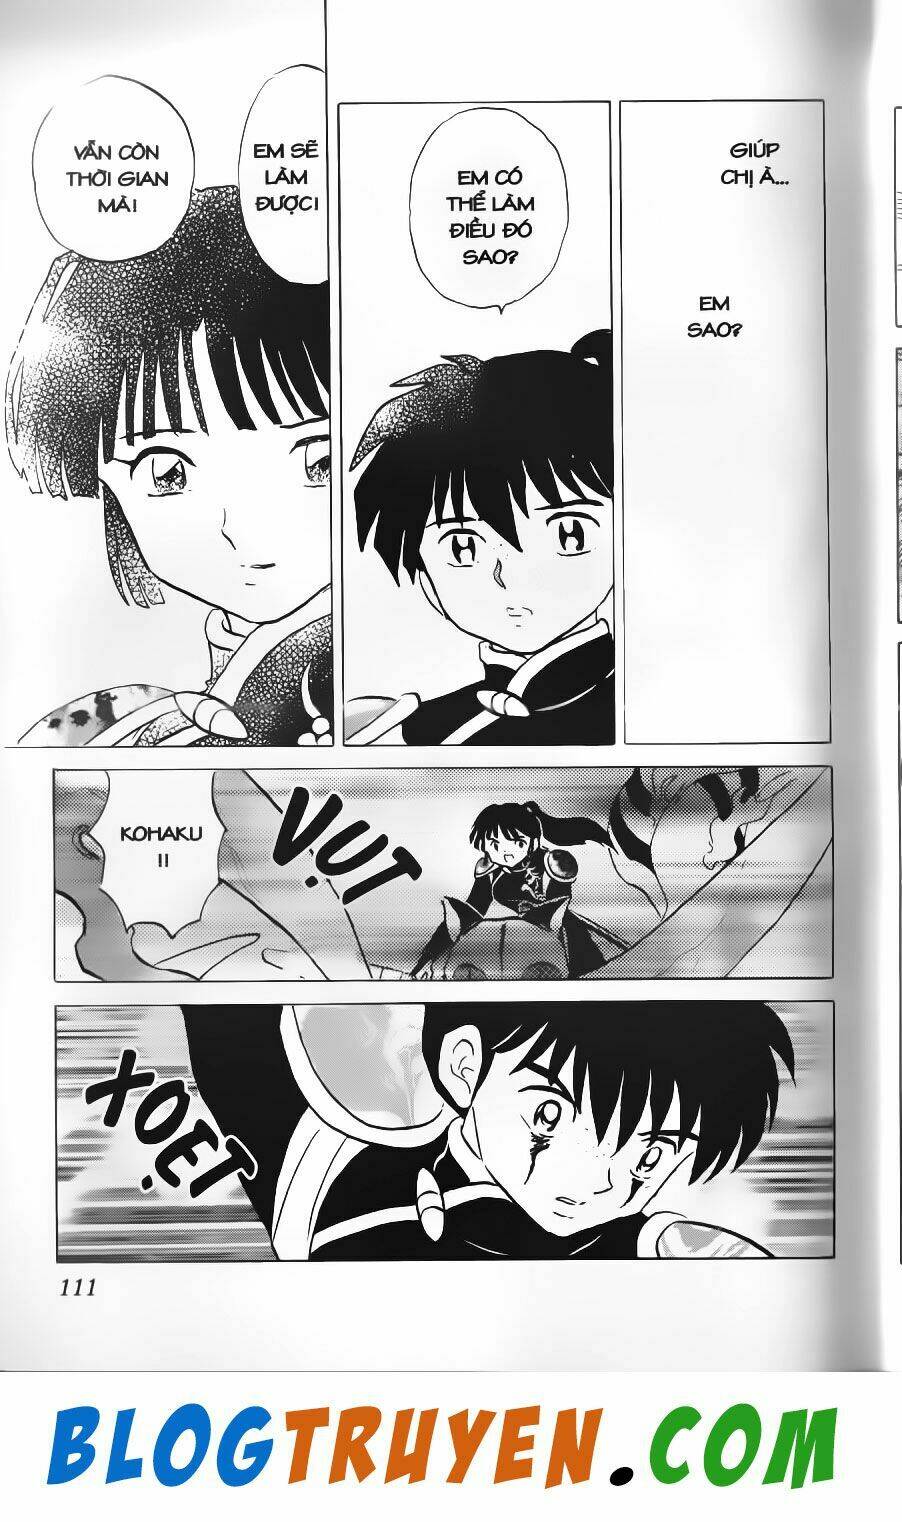 GIÚP
CHỊ À...
EM
SAO?
EM CÓ
THỂ LÀM
ĐIỀU ĐÓ
SAO?
EM SẼ
LÀM
ĐƯỢC!
VẪN CÒN
THỜI GIAN
MÀ!
VỤT
KOHAKU
!!
XOẸT
111
BLOGTRUYEN.COM